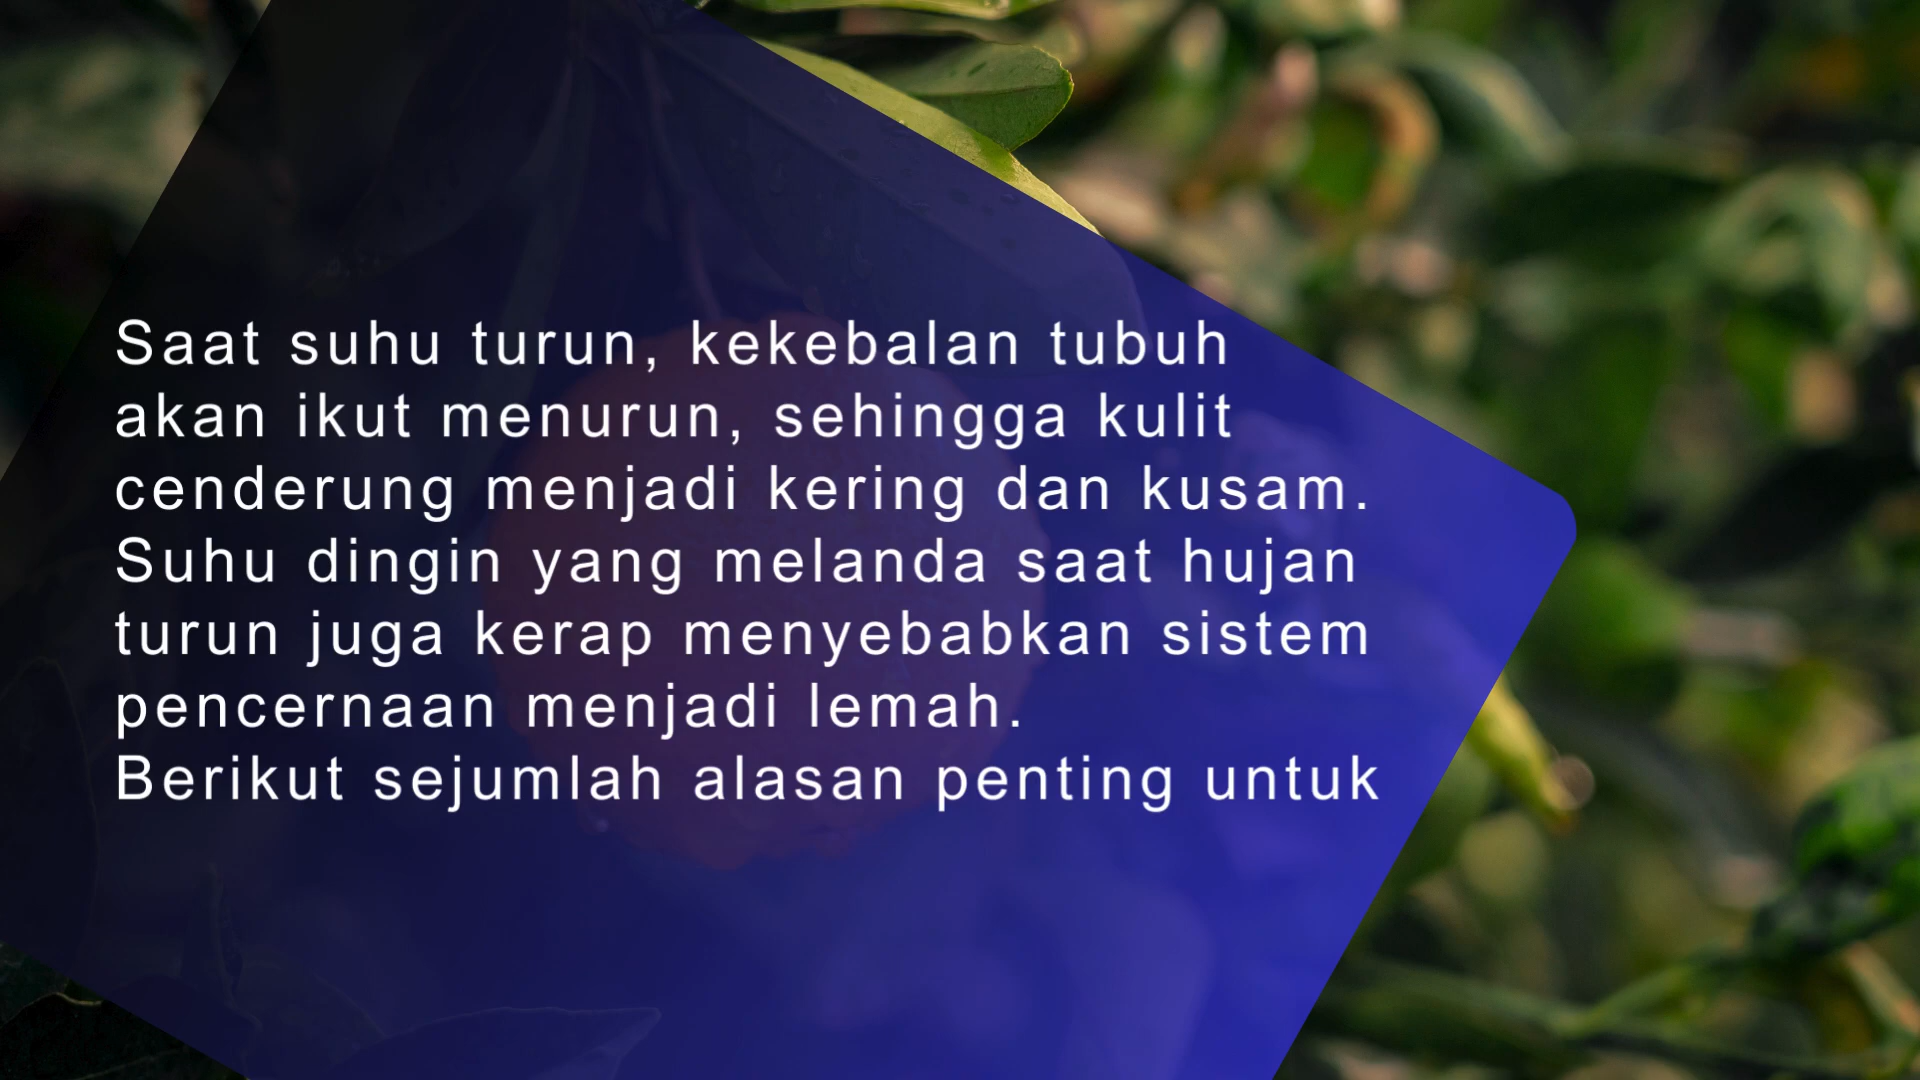 Saat suhu turun, kekebalan tubuh
akan ikut menurun, sehingga kulit
cenderung menjadi kering dan kusam.
Suhu dingin yang melanda saat hujan
turun juga kerap menyebabkan sistem
pencernaan menjadi lemah.
Berikut sejumlah alasan penting untuk